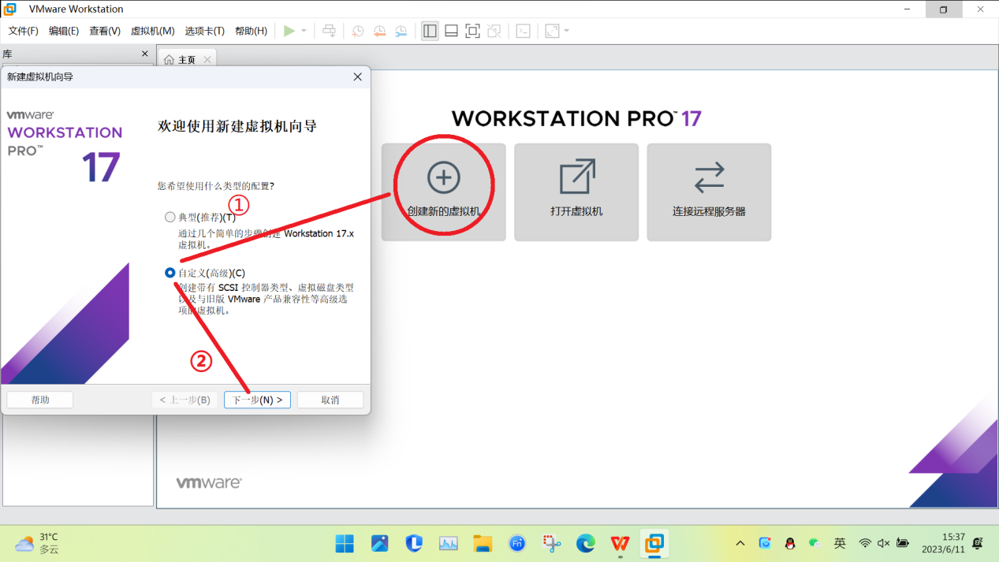 VMware Workstation
文件(F) 编辑(E) 查看(V) 虚拟机(M) 选项卡(T) 帮助(H)
库
主页
新建虚拟机向导
vmware
WORKSTATION
PRO™
17
欢迎使用新建虚拟机向导
您希望使用什么类型的配置?
①
典型(推荐)(T)
通过几个简单的步骤创建 Workstation 17.x
虚拟机。
自定义(高级)(C)
创建带有 SCSI 控制器类型、虚拟磁盘类型
以及与旧版 VMware 产品兼容性等高级选
项的虚拟机。
②
帮助
< 上一步(B)
下一步(N) >
取消
WORKSTATION PRO™ 17
创建新的虚拟机
打开虚拟机
连接远程服务器
vmware®
31°C
多云
Fn
英
15:37
2023/6/11